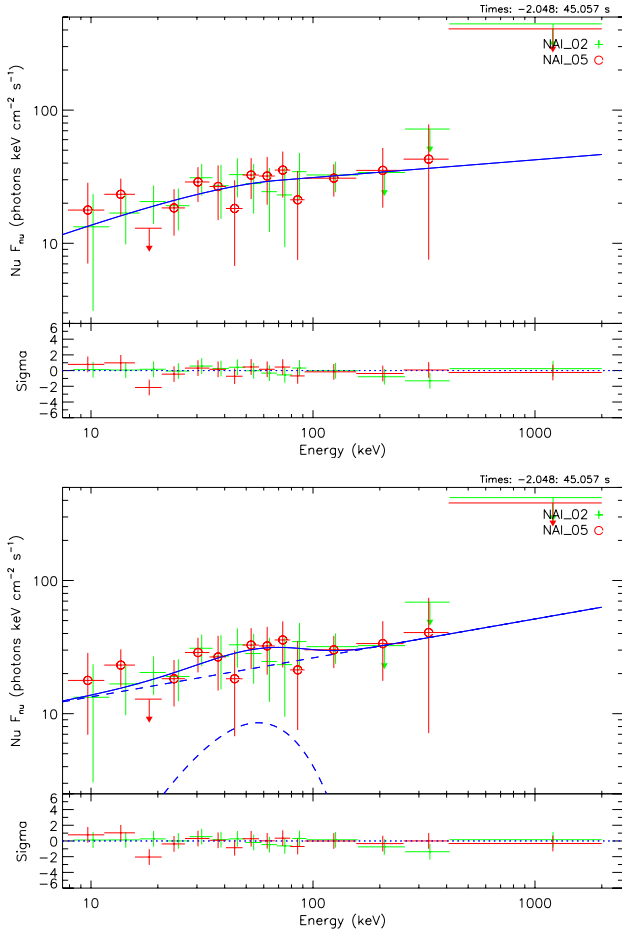 Times: -2.048: 45.057 s
NAI_02
NAI_05
100
10
Nu Fnu (photons keV cm-2 s-1)
6
4
2
0
-2
-4
-6
Sigma
10 100 1000
Energy (keV)
Times: -2.048: 45.057 s
NAI_02
NAI_05
100
10
Nu Fnu (photons keV cm-2 s-1)
6
4
2
0
-2
-4
-6
Sigma
10 100 1000
Energy (keV)